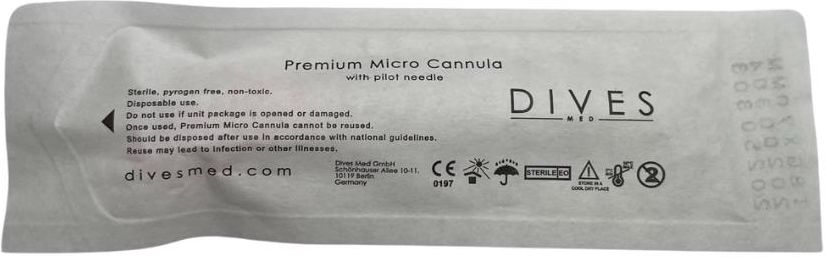 Premium Micro Cannula
with pilot needle
Sterile, pyrogen free, non-toxic.
Disposable use.
Do not use if unit package is opened or damaged.
Once used, Premium Micro Cannula cannot be reused.
Should be disposed after use in accordance with national guidelines.
Reuse may lead to infection or other illnesses.
divesmed.com
Dives Med GmbH
Schönhauser Allee 10-11,
10119 Berlin
Germany
CE
0197
STERILE EO
STORE IN A
COOL DRY PLACE
2
DIVES
MED